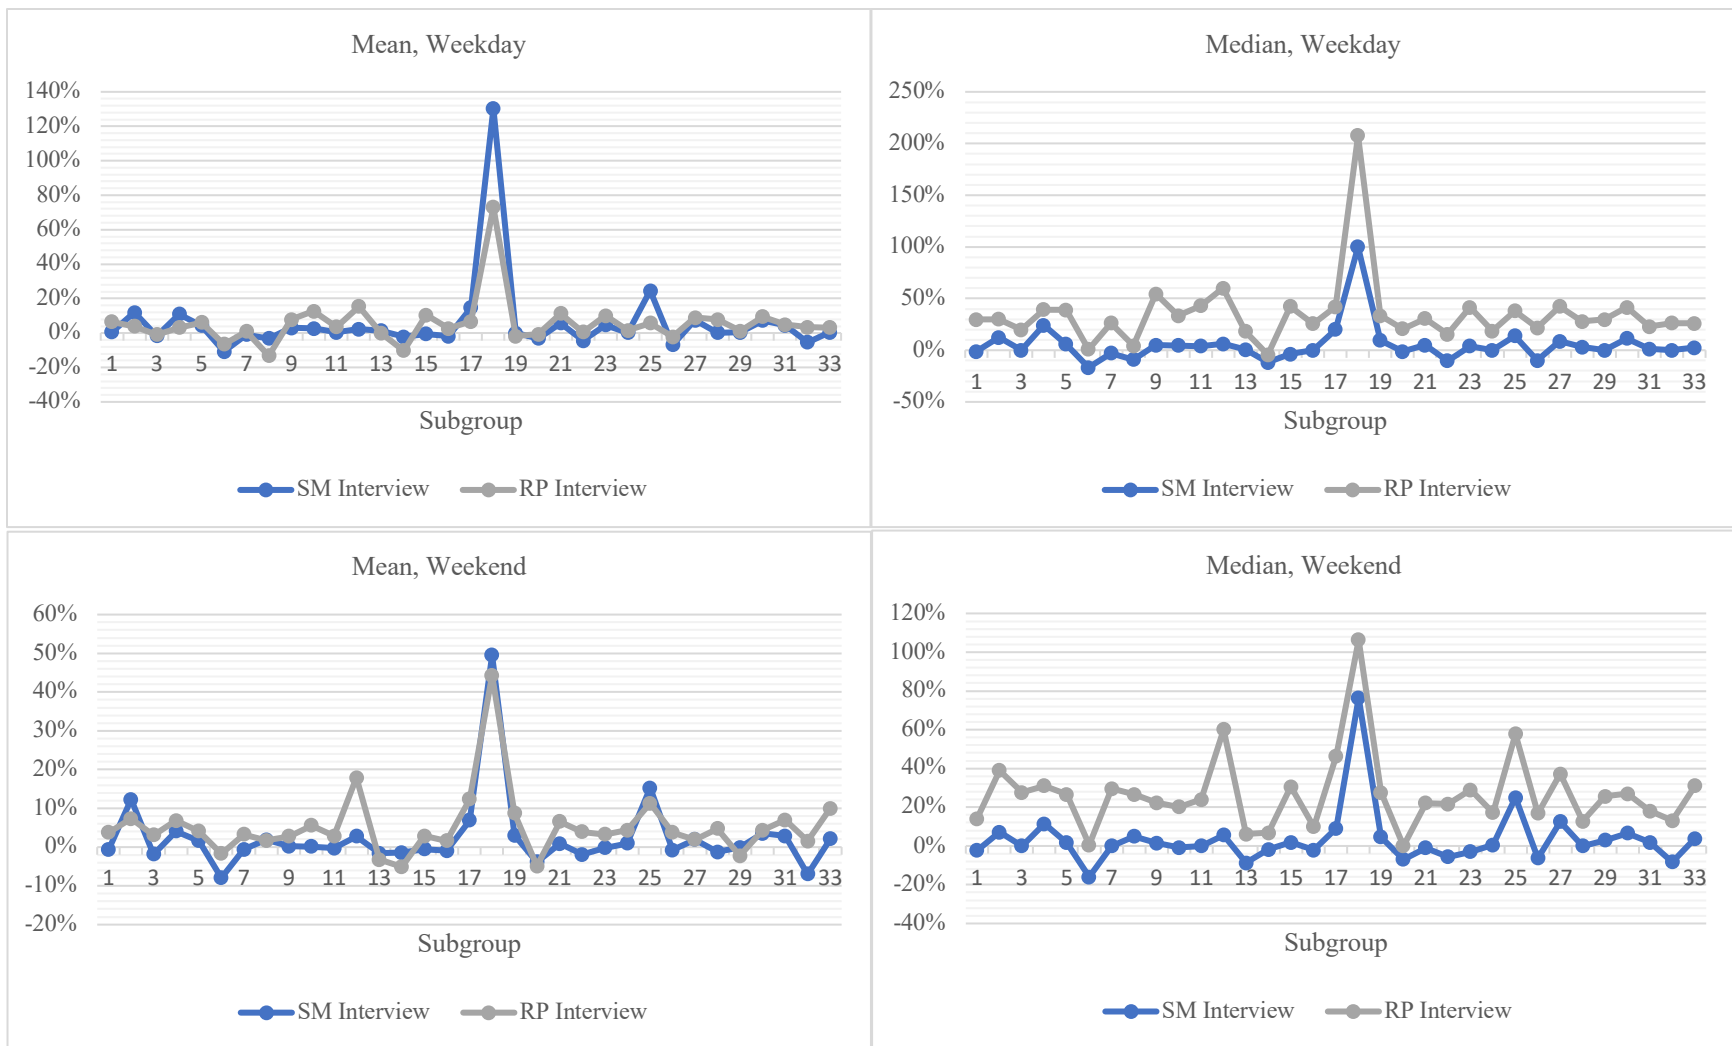 Mean, Weekday
140%
120%
100%
80%
60%
40%
20%
0%
-20%
-40%
1 3 5 7 9 11 13 15 17 19 21 23 25 27 29 31 33
Subgroup
SM Interview RP Interview
Median, Weekday
250%
200%
150%
100%
50%
0%
-50%
1 3 5 7 9 11 13 15 17 19 21 23 25 27 29 31 33
Subgroup
SM Interview RP Interview
Mean, Weekend
60%
50%
40%
30%
20%
10%
0%
-10%
-20%
1 3 5 7 9 11 13 15 17 19 21 23 25 27 29 31 33
Subgroup
SM Interview RP Interview
Median, Weekend
120%
100%
80%
60%
40%
20%
0%
-20%
-40%
1 3 5 7 9 11 13 15 17 19 21 23 25 27 29 31 33
Subgroup
SM Interview RP Interview